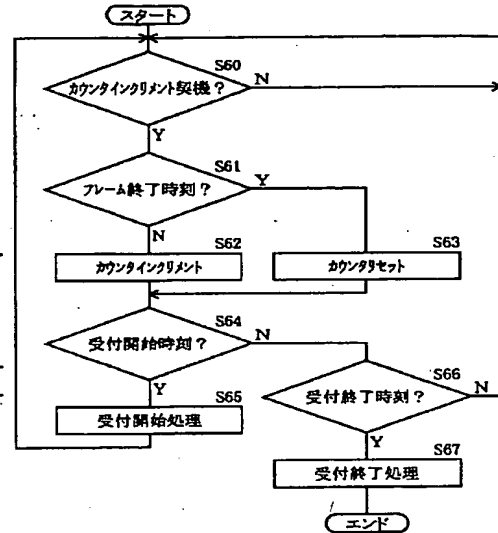 スタート
S60
カウンタインクリメント契機？
N
Y
S61
フレーム終了時刻？
Y
N
S62
カウンタインクリメント
S63
カウンタリセット
S64
受付開始時刻？
N
Y
S65
受付開始処理
S66
受付終了時刻？
N
Y
S67
受付終了処理
エンド